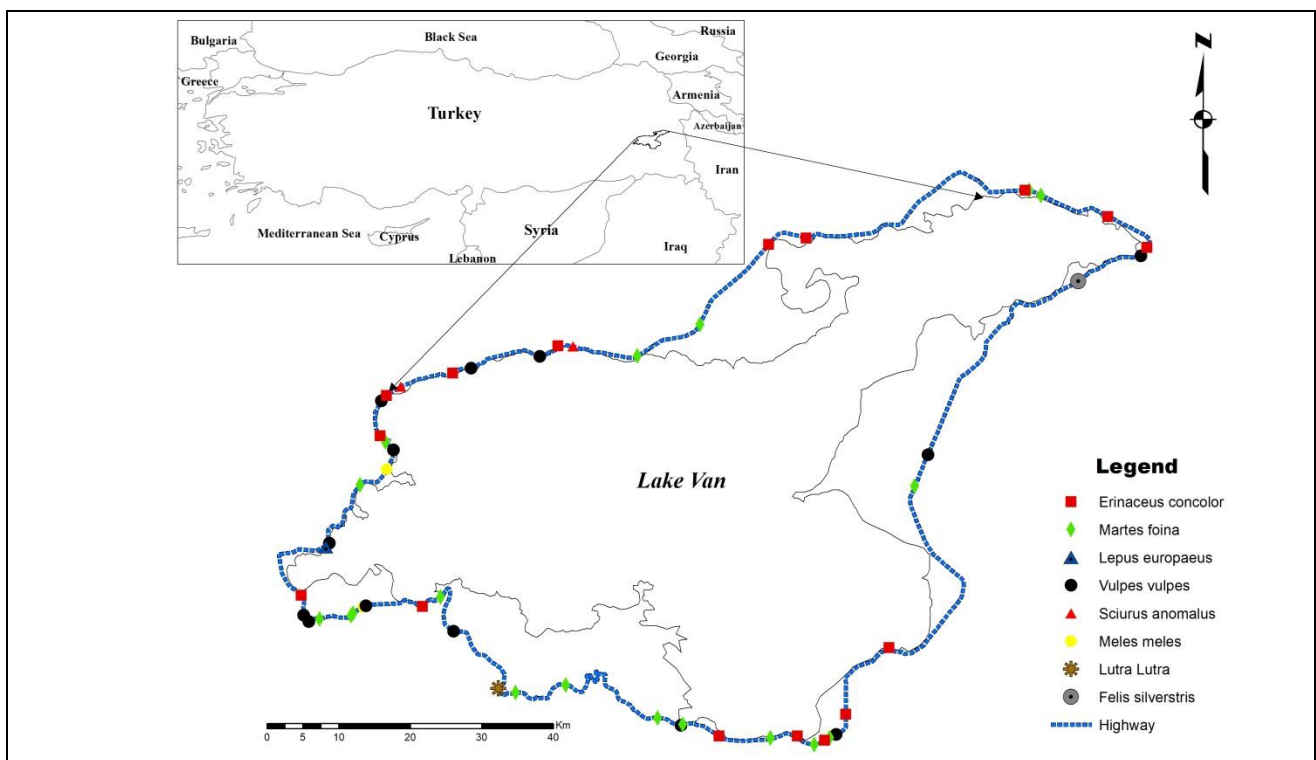 Black Sea
Russia
Bulgaria
Georgia
Greece
Armenia
Turkey
Azerbaijan
Iran
Mediterranean Sea
Cyprus
Syria
Iraq
Lebanon
N
Lake Van
Legend
Erinaceus concolor
Martes foina
Lepus europaeus
Vulpes vulpes
Sciurus anomalus
Meles meles
Lutra Lutra
Felis silverstris
Highway
Km
0 5 10 20 30 40